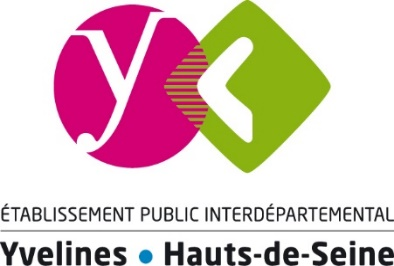 y
ÉTABLISSEMENT PUBLIC INTERDÉPARTEMENTAL
Yvelines • Hauts-de-Seine